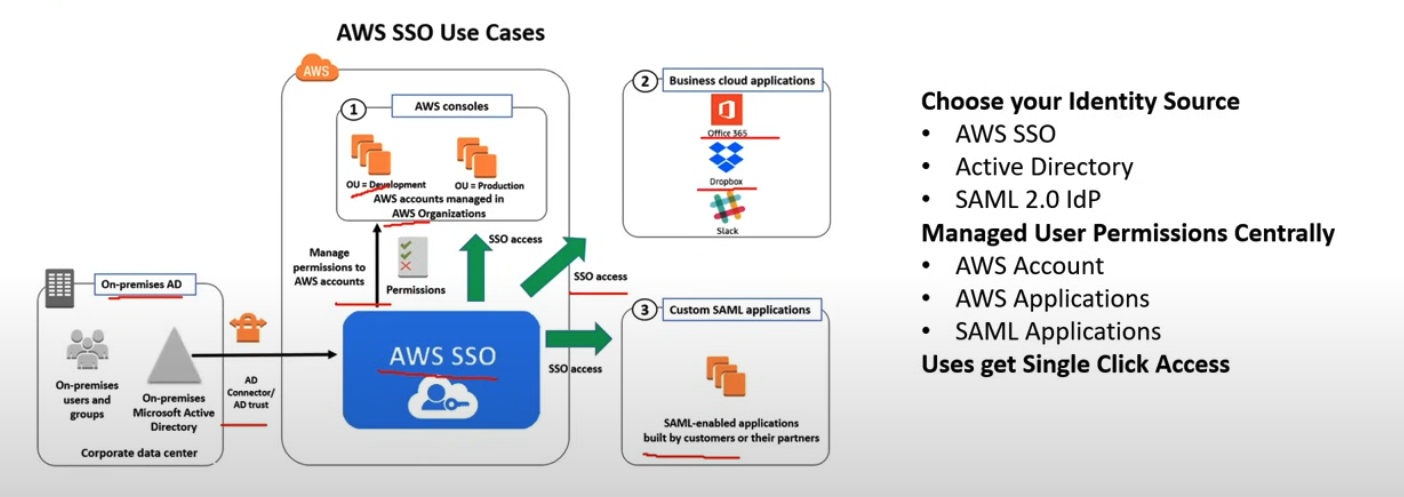 AWS SSO Use Cases
AWS
1
AWS consoles
OU = Development
OU = Production
AWS accounts managed in
AWS Organizations
Manage
permissions to
AWS accounts
Permissions
SSO access
SSO access
SSO access
AWS SSO
On-premises AD
On-premises
users and
groups
On-premises
Microsoft Active
Directory
Corporate data center
AD
Connector/
AD trust
2
Business cloud applications
Office 365
Dropbox
Slack
3
Custom SAML applications
SAML-enabled applications
built by customers or their partners
Choose your Identity Source
• AWS SSO
• Active Directory
• SAML 2.0 IdP
Managed User Permissions Centrally
• AWS Account
• AWS Applications
• SAML Applications
Uses get Single Click Access